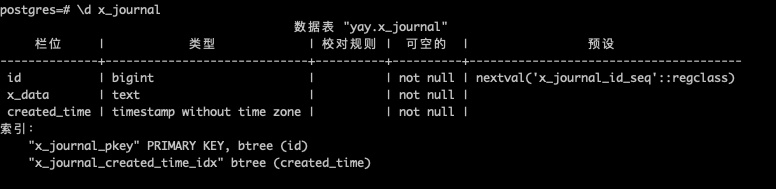 postgres=# \d x_journal
数据表 "yay.x_journal"
栏位 | 类型 | 校对规则 | 可空的 | 预设
--------------+-----------------------------+----------+----------+---------------------------------------
id | bigint | | not null | nextval('x_journal_id_seq'::regclass)
x_data | text | | not null |
created_time | timestamp without time zone | | not null |
索引：
"x_journal_pkey" PRIMARY KEY, btree (id)
"x_journal_created_time_idx" btree (created_time)